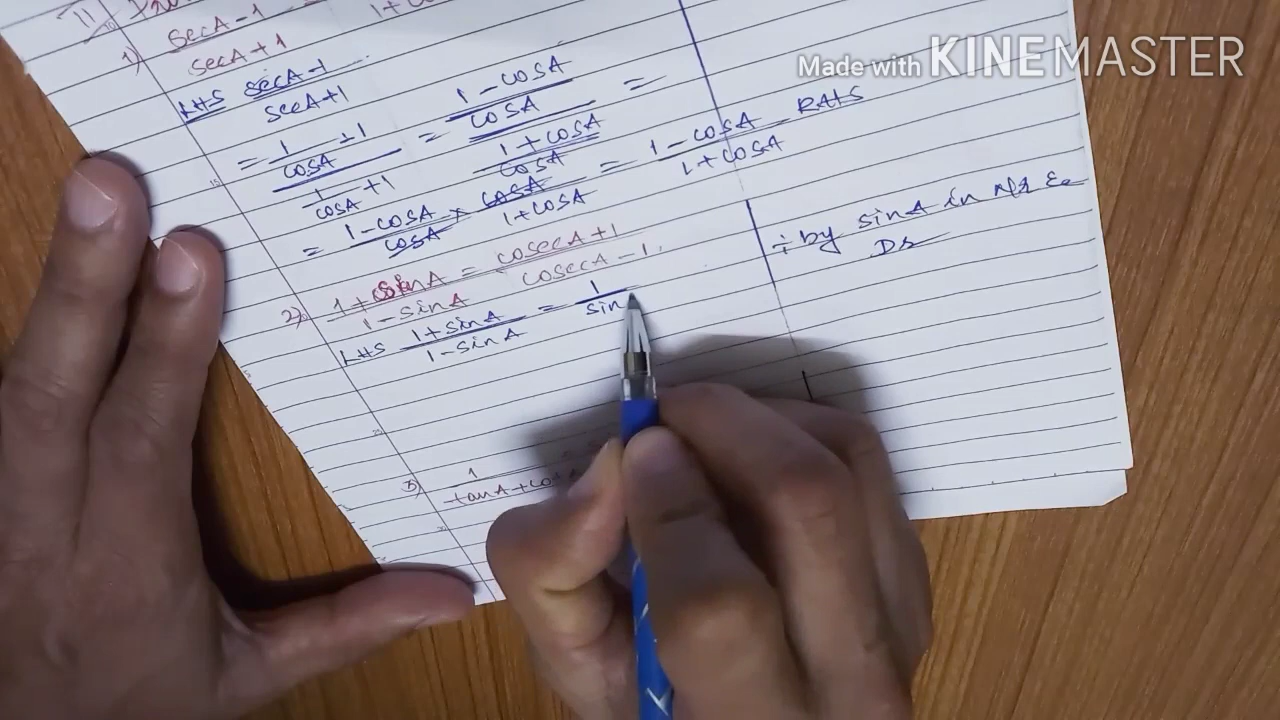 Made with KINEMASTER
11
1) secA - 1
secA + 1
LHS secA - 1
secA + 1
= 1/cosA - 1
1/cosA + 1
= 1 - cosA
cosA
1 + cosA
cosA
=
= 1 - cosA × cosA
cosA 1 + cosA
= 1 - cosA
1 + cosA
2) 1 + sinA = cosecA + 1
1 - sinA cosecA - 1
÷ by sinA in Nr &
Dr
LHS 1 + sinA = 1
1 - sinA sin
3) 1
tanA +